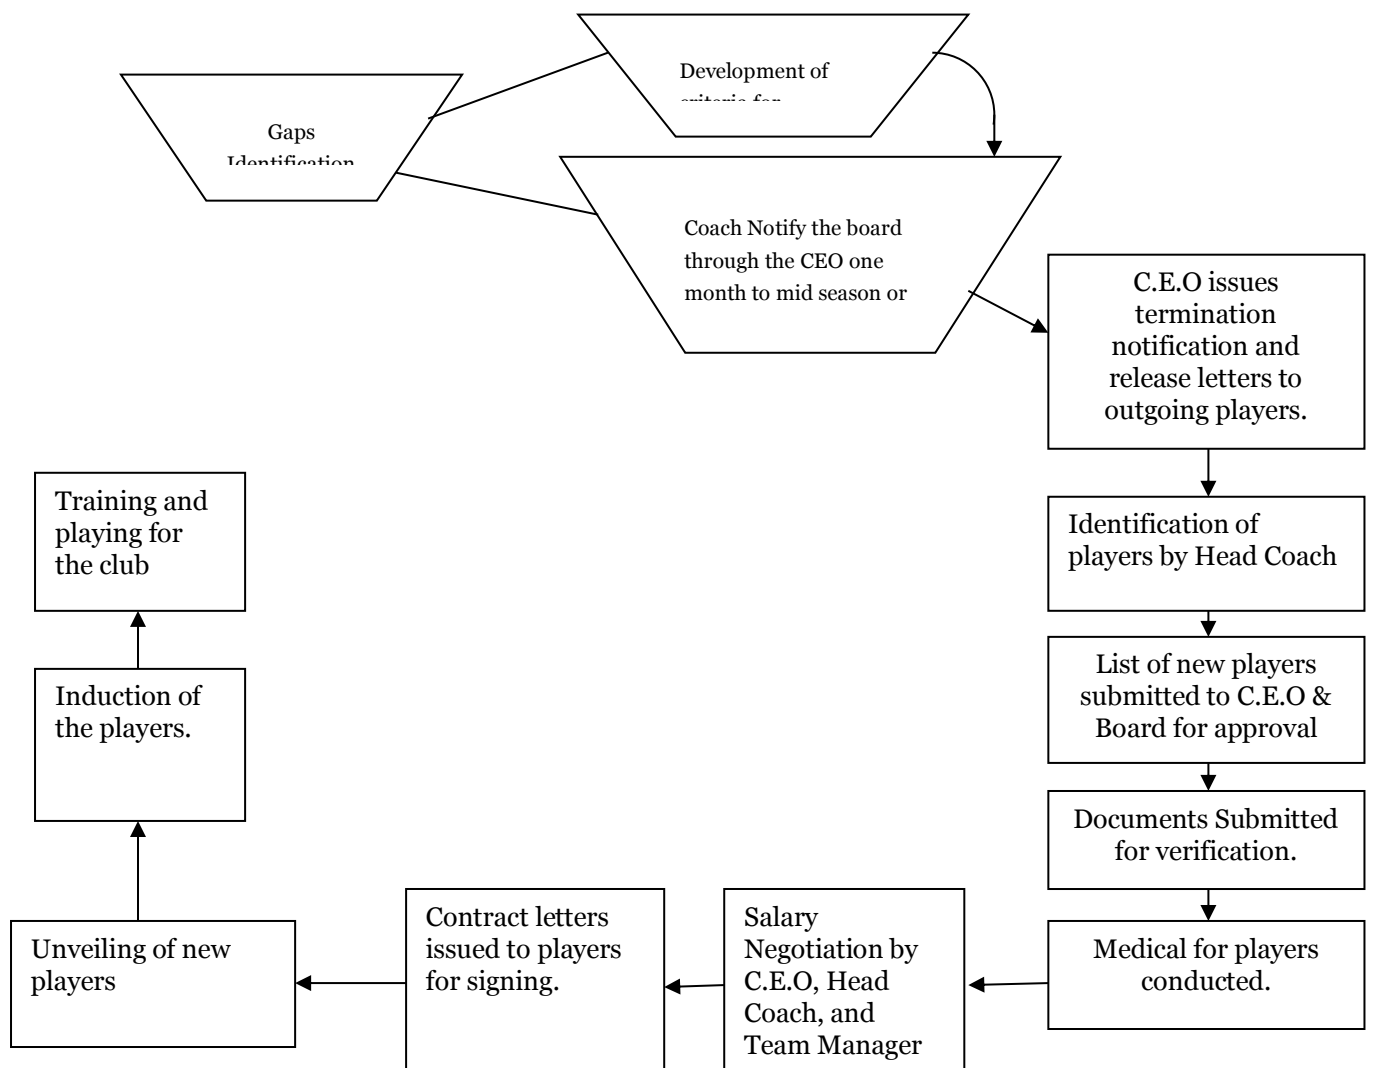 Development of
criteria for
Gaps
Identification
Coach Notify the board
through the CEO one
month to mid season or
C.E.O issues
termination
notification and
release letters to
outgoing players.
Identification of
players by Head Coach
List of new players
submitted to C.E.O &
Board for approval
Documents Submitted
for verification.
Medical for players
conducted.
Salary
Negotiation by
C.E.O, Head
Coach, and
Team Manager
Contract letters
issued to players
for signing.
Unveiling of new
players
Induction of
the players.
Training and
playing for
the club